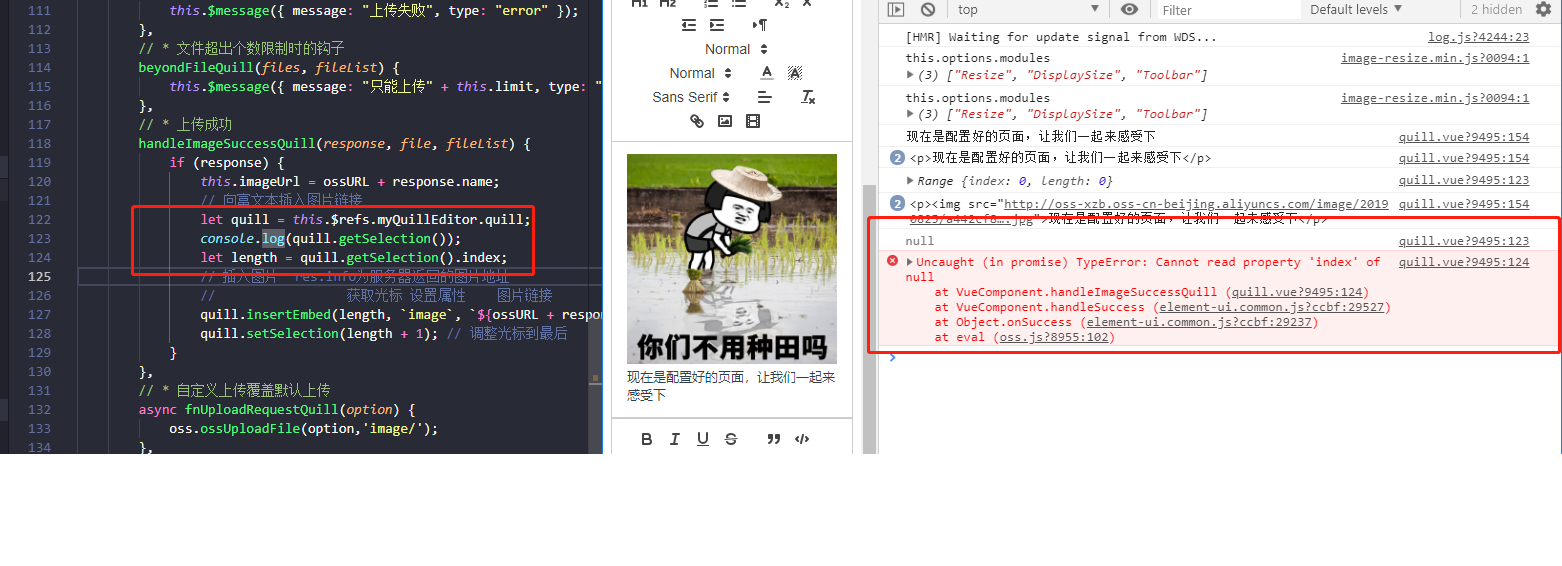 111 this.$message({ message: "上传失败", type: "error" });
112 },
113 // * 文件超出个数限制时的钩子
114 beyondFileQuill(files, fileList) {
115 this.$message({ message: "只能上传" + this.limit, type: "
116 },
117 // * 上传成功
118 handleImageSuccessQuill(response, file, fileList) {
119 if (response) {
120 this.imageUrl = ossURL + response.name;
121 // 向富文本插入图片链接
122 let quill = this.$refs.myQuillEditor.quill;
123 console.log(quill.getSelection());
124 let length = quill.getSelection().index;
125 // 插入图片 res.info为服务器返回的图片地址
126 // 获取光标 设置属性 图片链接
127 quill.insertEmbed(length, `image`, `${ossURL + respon
128 quill.setSelection(length + 1); // 调整光标到最后
129 }
130 },
131 // * 自定义上传覆盖默认上传
132 async fnUploadRequestQuill(option) {
133 oss.ossUploadFile(option,'image/');
134 },
H1 H2 X2 X
Normal
Normal A A
Sans Serif
你们不用种田吗
现在是配置好的页面，让我们一起来
感受下
B I U S
top Filter Default levels 2 hidden
[HMR] Waiting for update signal from WDS... log.js?4244:23
this.options.modules image-resize.min.js?0094:1
(3) ["Resize", "DisplaySize", "Toolbar"]
this.options.modules image-resize.min.js?0094:1
(3) ["Resize", "DisplaySize", "Toolbar"]
现在是配置好的页面，让我们一起来感受下 quill.vue?9495:154
2 <p>现在是配置好的页面，让我们一起来感受下</p> quill.vue?9495:154
Range {index: 0, length: 0} quill.vue?9495:123
2 <p><img src="http://oss-xzb.oss-cn-beijing.aliyuncs.com/image/2019 quill.vue?9495:154
0825/a442cf8….jpg">现在是配置好的页面，让我们一起来感受下</p>
null quill.vue?9495:123
Uncaught (in promise) TypeError: Cannot read property 'index' of quill.vue?9495:124
null
at VueComponent.handleImageSuccessQuill (quill.vue?9495:124)
at VueComponent.handleSuccess (element-ui.common.js?ccbf:29527)
at Object.onSuccess (element-ui.common.js?ccbf:29237)
at eval (oss.js?8955:102)